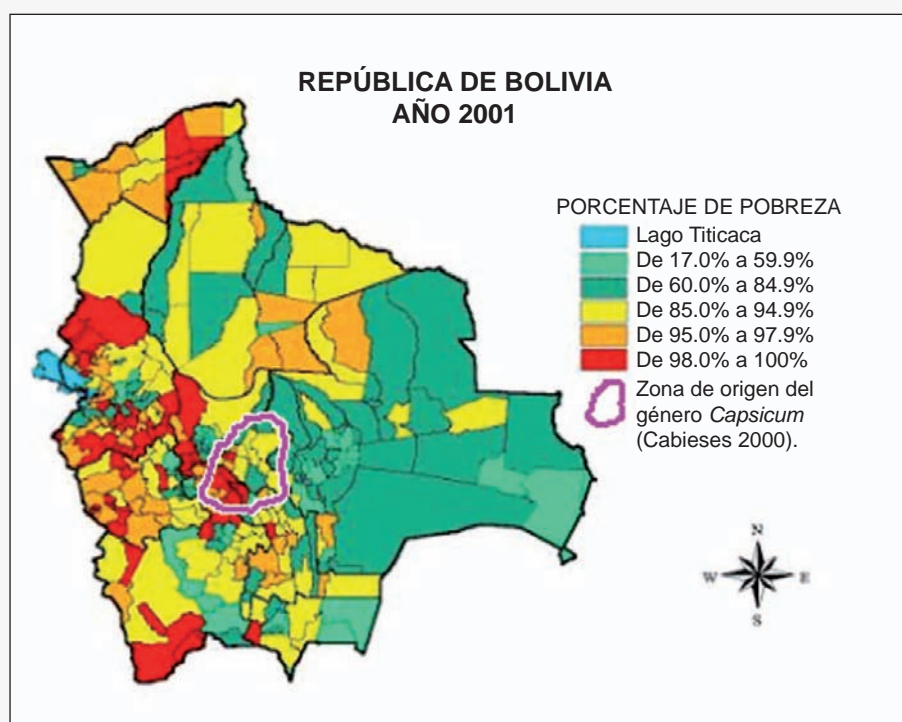 REPÚBLICA DE BOLIVIA
AÑO 2001
PORCENTAJE DE POBREZA
Lago Titicaca
De 17.0% a 59.9%
De 60.0% a 84.9%
De 85.0% a 94.9%
De 95.0% a 97.9%
De 98.0% a 100%
Zona de origen del
género Capsicum
(Cabieses 2000).
N
W E
S